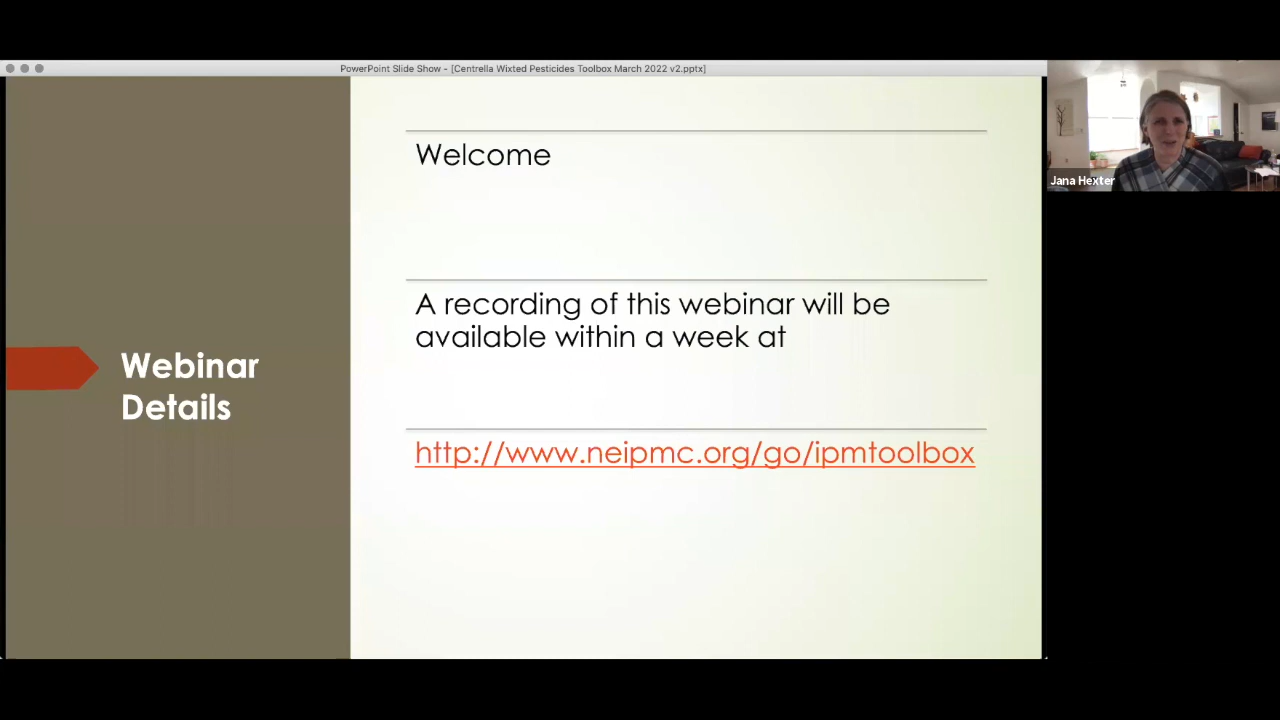 PowerPoint Slide Show - [Centrella Wixted Pesticides Toolbox March 2022 v2.pptx]
Welcome
A recording of this webinar will be
available within a week at
http://www.neipmc.org/go/ipmtoolbox
Webinar
Details
Jana Hexter